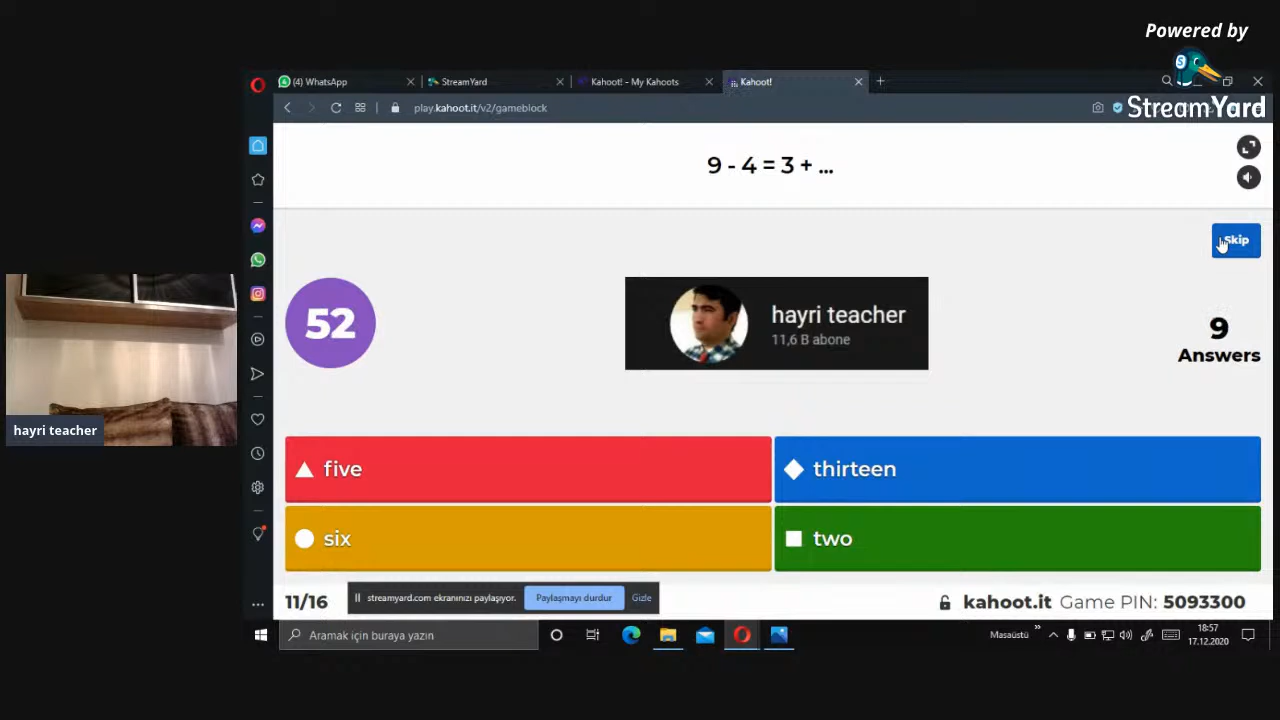 Powered by
StreamYard
(4) WhatsApp
StreamYard
Kahoot! - My Kahoots
Kahoot!
play.kahoot.it/v2/gameblock
9 - 4 = 3 + ...
Skip
52
hayri teacher
11,6 B abone
9
Answers
hayri teacher
five
thirteen
six
two
11/16
streamyard.com ekranınızı paylaşıyor.
Paylaşmayı durdur
Gizle
kahoot.it Game PIN: 5093300
Aramak için buraya yazın
Masaüstü
18:57
17.12.2020